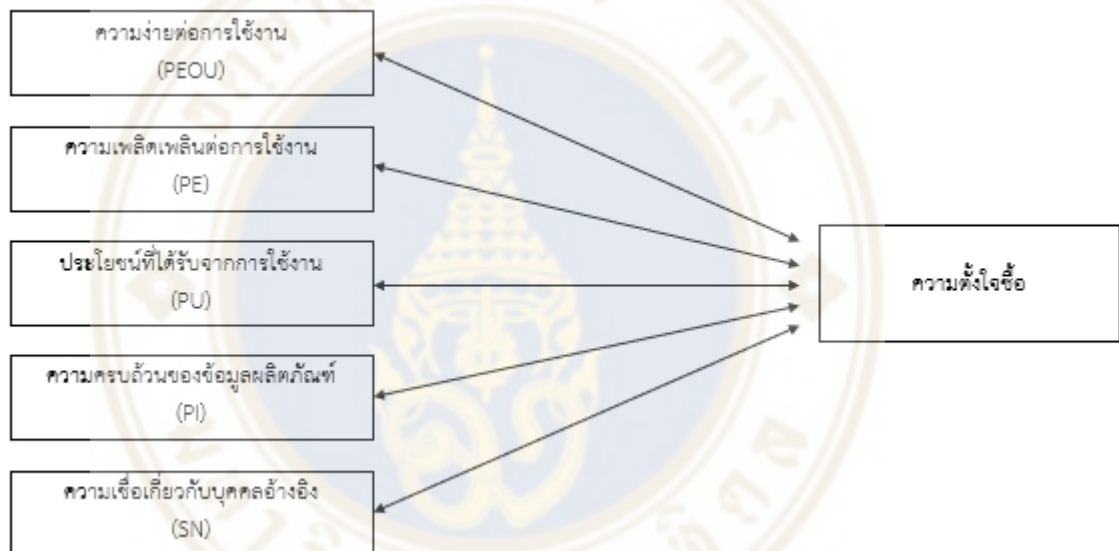 ความง่ายต่อการใช้งาน
(PEOU)
ความเพลิดเพลินต่อการใช้งาน
(PE)
ประโยชน์ที่ได้รับจากการใช้งาน
(PU)
ความตั้งใจซื้อ
ความครบถ้วนของข้อมูลผลิตภัณฑ์
(PI)
ความเชื่อเกี่ยวกับบุคคลอ้างอิง
(SN)